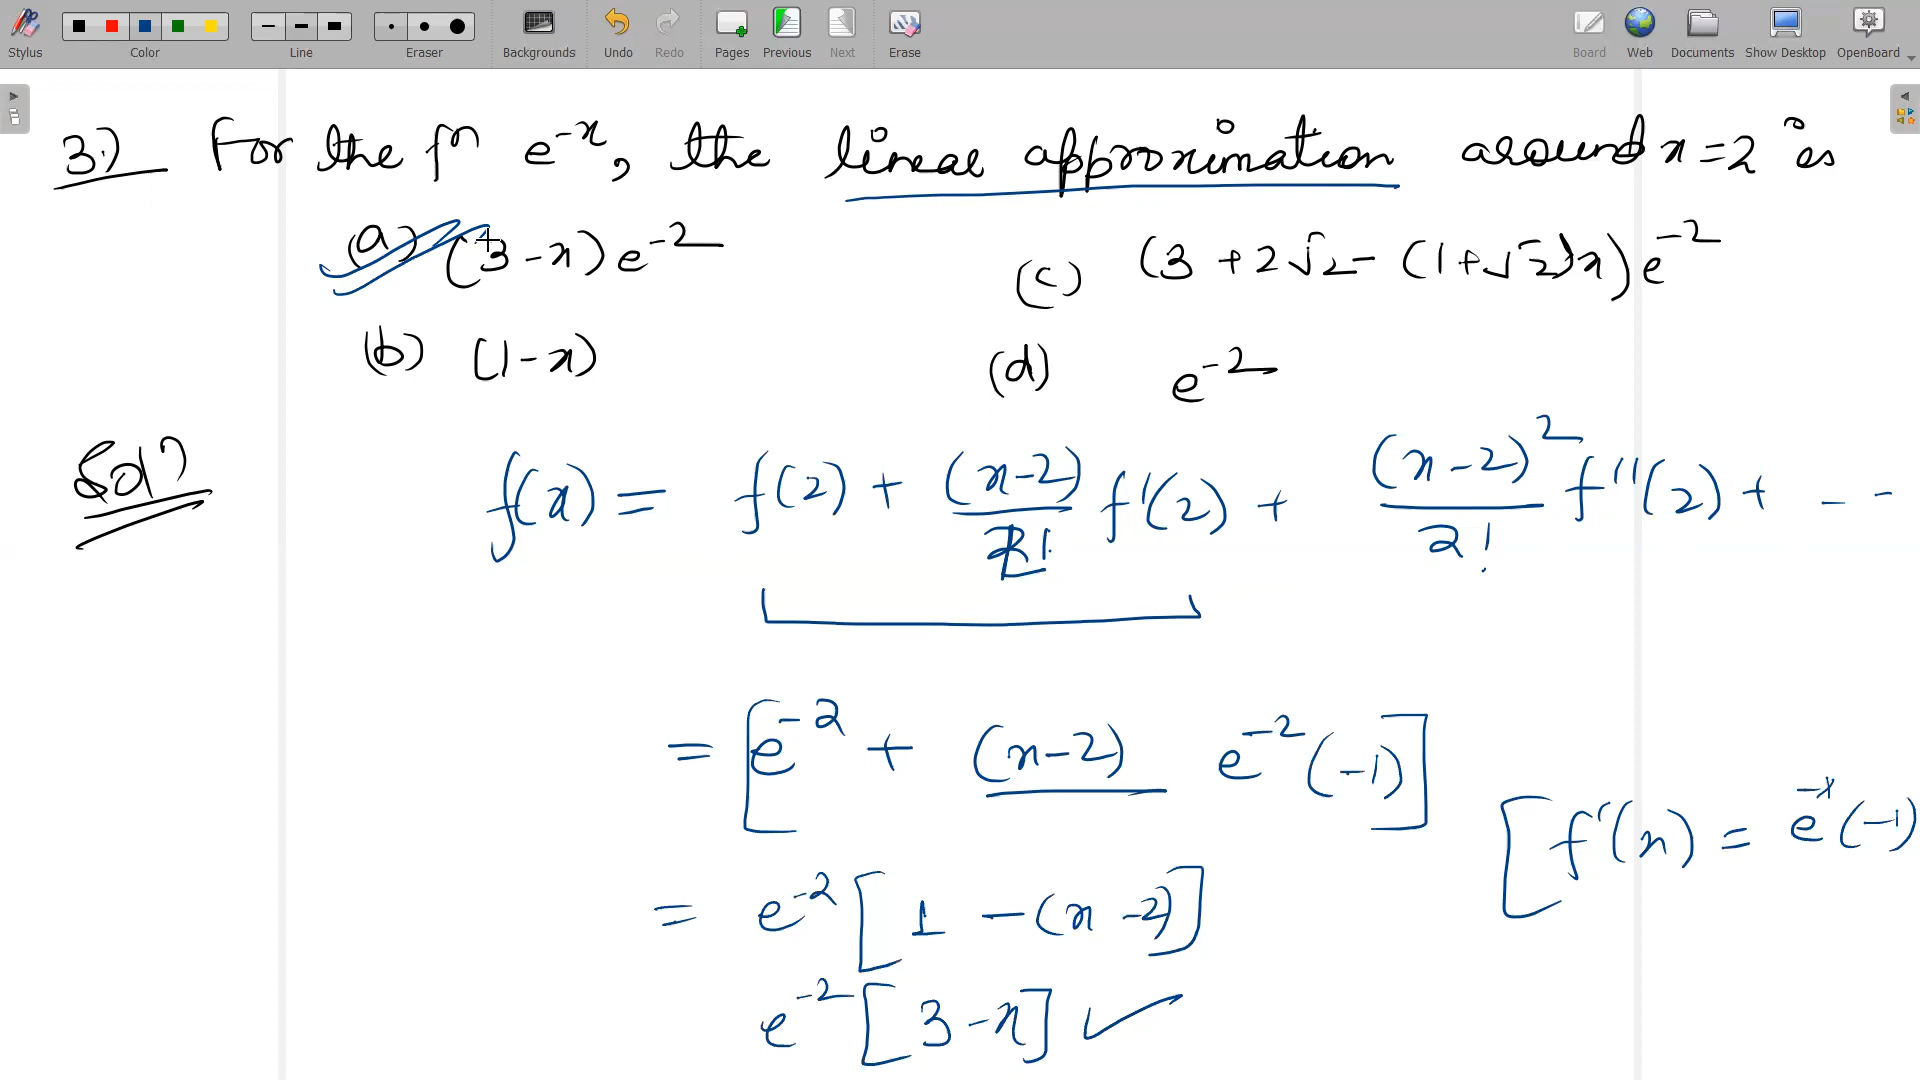 Stylus Color Line Eraser Backgrounds Undo Redo Pages Previous Next Erase Board Web Documents Show Desktop OpenBoard
3.) For the fⁿ e^-x, the linear approximation around x=2 is
(a) (3-x)e^-2 (c) (3+2√2-(1+√2)x)e^-2
(b) (1-x) (d) e^-2
Solⁿ f(x) = f(2) + (x-2)/1! f'(2) + (x-2)^2/2! f''(2) + - -
= [e^-2 + (x-2) e^-2 (-1)]
[f'(x) = e^-x (-1)
= e^-2 [1 -(x-2)]
e^-2 [3-x] ✓